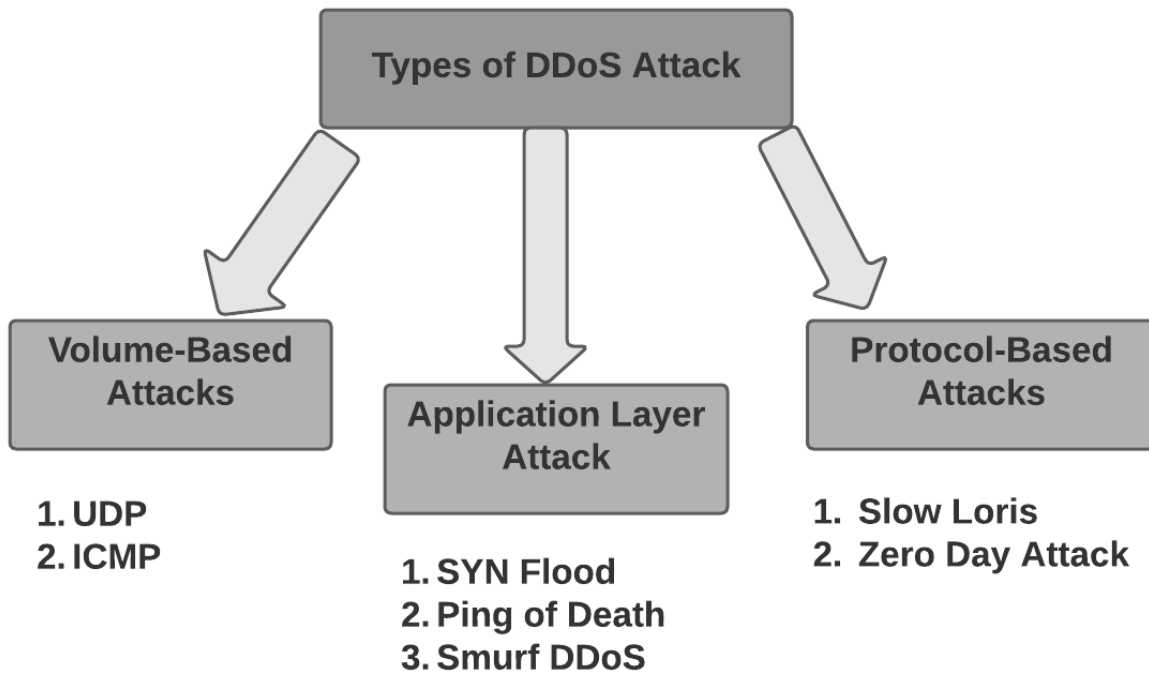 Types of DDoS Attack
Volume-Based
Attacks
1. UDP
2. ICMP
Application Layer
Attack
1. SYN Flood
2. Ping of Death
3. Smurf DDoS
Protocol-Based
Attacks
1. Slow Loris
2. Zero Day Attack